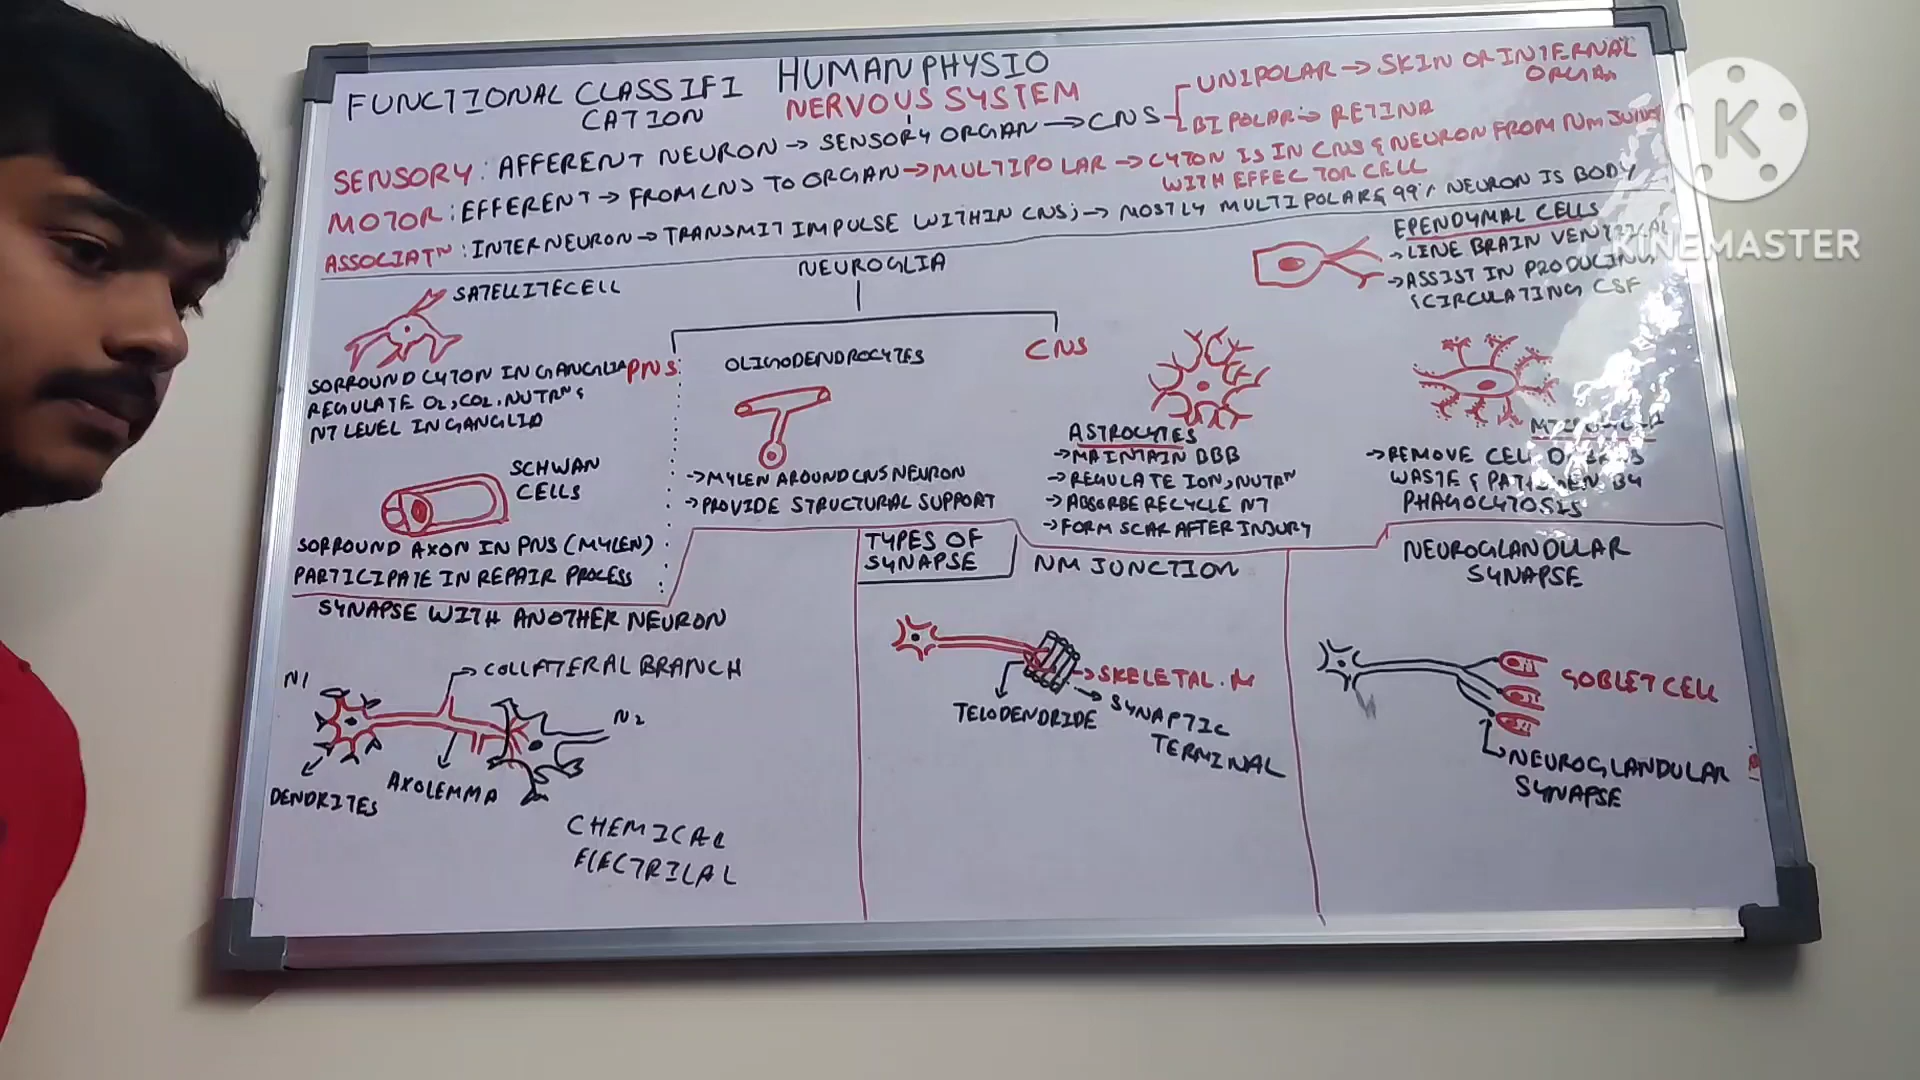 HUMAN PHYSIO
NERVOUS SYSTEM
FUNCTIONAL CLASSIFI
CATION
SENSORY: AFFERENT NEURON → SENSORY ORGAN → CNS
UNIPOLAR → SKIN OR INTERNAL
ORGAN
BIPOLAR → RETINA
MOTOR: EFFERENT → FROM CNS TO ORGAN → MULTIPOLAR → CYTON IS IN CNS & NEURON FROM NM JUNC
WITH EFFECTOR CELL
ASSOCIATN: INTERNEURON → TRANSMIT IMPULSE WITHIN CNS; → MOSTLY MULTIPOLAR & 99% NEURON IS BODY
NEUROGLIA
PNS
CNS
SATELLITE CELL
SORROUND CYTON IN GANGLIA
REGULATE O2, CO2, NUTRN &
NT LEVEL IN GANGLIA
SCHWAN
CELLS
SORROUND AXON IN PNS (MYLEN)
PARTICIPATE IN REPAIR PROCESS
OLIGODENDROCYTES
→ MYLEN AROUND CNS NEURON
→ PROVIDE STRUCTURAL SUPPORT
ASTROCYTES
→ MAINTAIN BBB
→ REGULATE ION, NUTRN
→ ABSORBE RECYCLE NT
→ FORM SCAR AFTER INJURY
EPENDYMAL CELLS
→ LINE BRAIN
→ ASSIST IN PRODUCING
& CIRCULATING CSF
→ REMOVE CELL
WASTE & BY
PHAGOCYTOSIS
TYPES OF
SYNAPSE
SYNAPSE WITH ANOTHER NEURON
N1
COLLATERAL BRANCH
N2
DENDRITES
AXOLEMMA
CHEMICAL
ELECTRILAL
NM JUNCTION
SKELETAL. M
TELODENDRIDE
SYNAPTIC
TERMINAL
NEUROGLANDULAR
SYNAPSE
GOBLET CELL
NEUROGLANDULAR
SYNAPSE
K
KINEMASTER